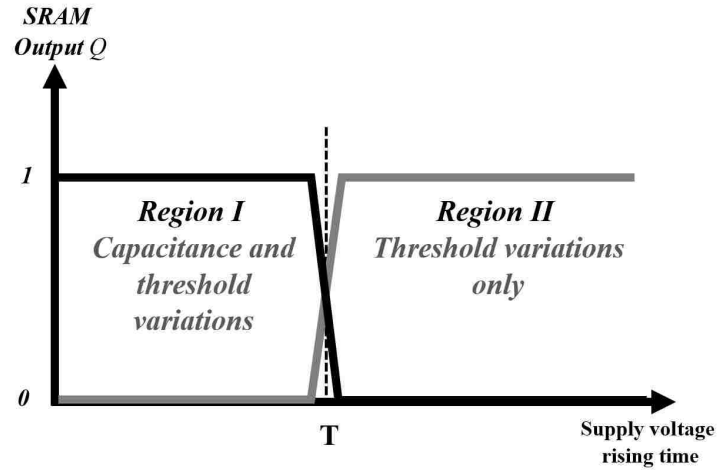 SRAM
Output Q
1
Region I
Capacitance and
threshold
variations
Region II
Threshold variations
only
0
T
Supply voltage
rising time